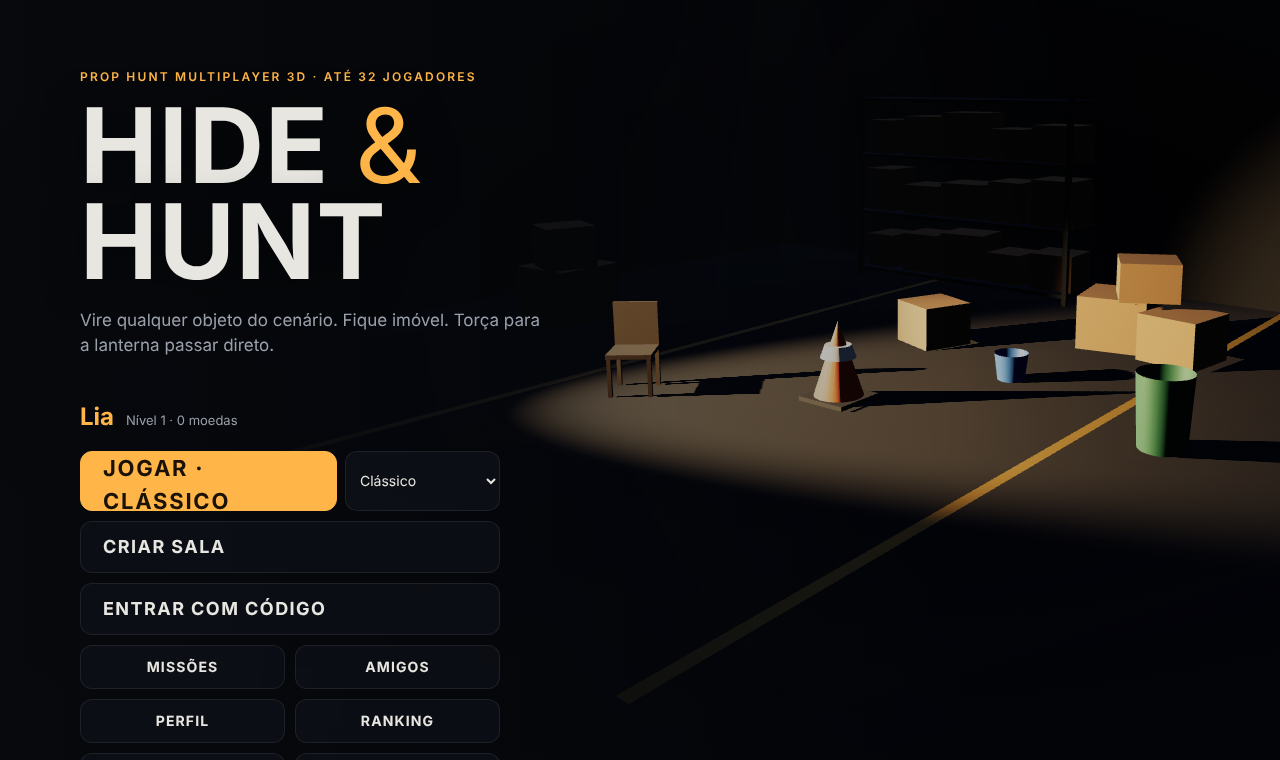 PROP HUNT MULTIPLAYER 3D · ATÉ 32 JOGADORES
HIDE &
HUNT
Vire qualquer objeto do cenário. Fique imóvel. Torça para
a lanterna passar direto.
Lia Nível 1 · 0 moedas
JOGAR ·
CLÁSSICO
Clássico
CRIAR SALA
ENTRAR COM CÓDIGO
MISSÕES
AMIGOS
PERFIL
RANKING